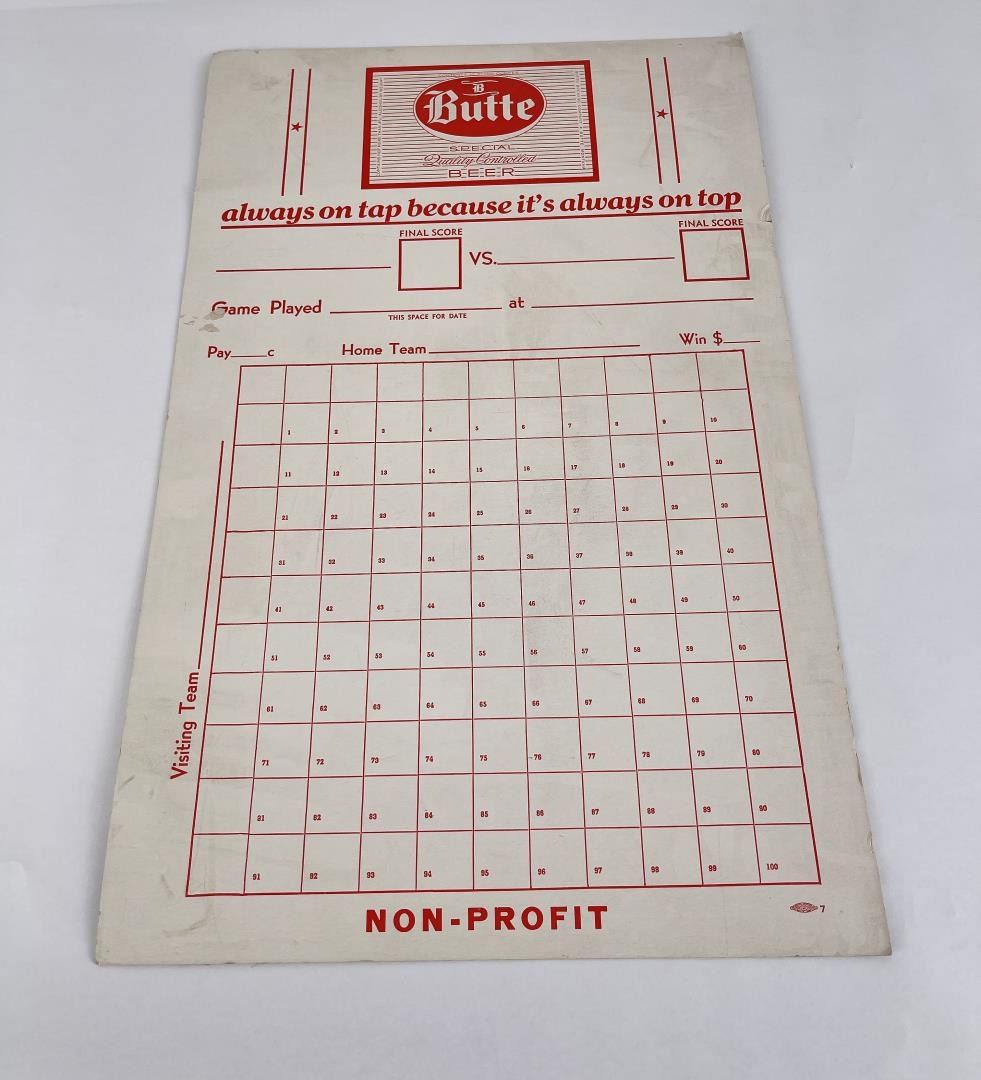 B
Butte
SPECIAL
Quality Controlled
BEER
always on tap because it's always on top
FINAL SCORE FINAL SCORE
VS.
Game Played at
THIS SPACE FOR DATE
Pay c Home Team Win $
Visiting Team
1 2 3 4 5 6 7 8 9 10
11 12 13 14 15 16 17 18 19 20
21 22 23 24 25 26 27 28 29 30
31 32 33 34 35 36 37 38 39 40
41 42 43 44 45 46 47 48 49 50
51 52 53 54 55 56 57 58 59 60
61 62 63 64 65 66 67 68 69 70
71 72 73 74 75 76 77 78 79 80
81 82 83 84 85 86 87 88 89 90
91 92 93 94 95 96 97 98 99 100
NON-PROFIT
7